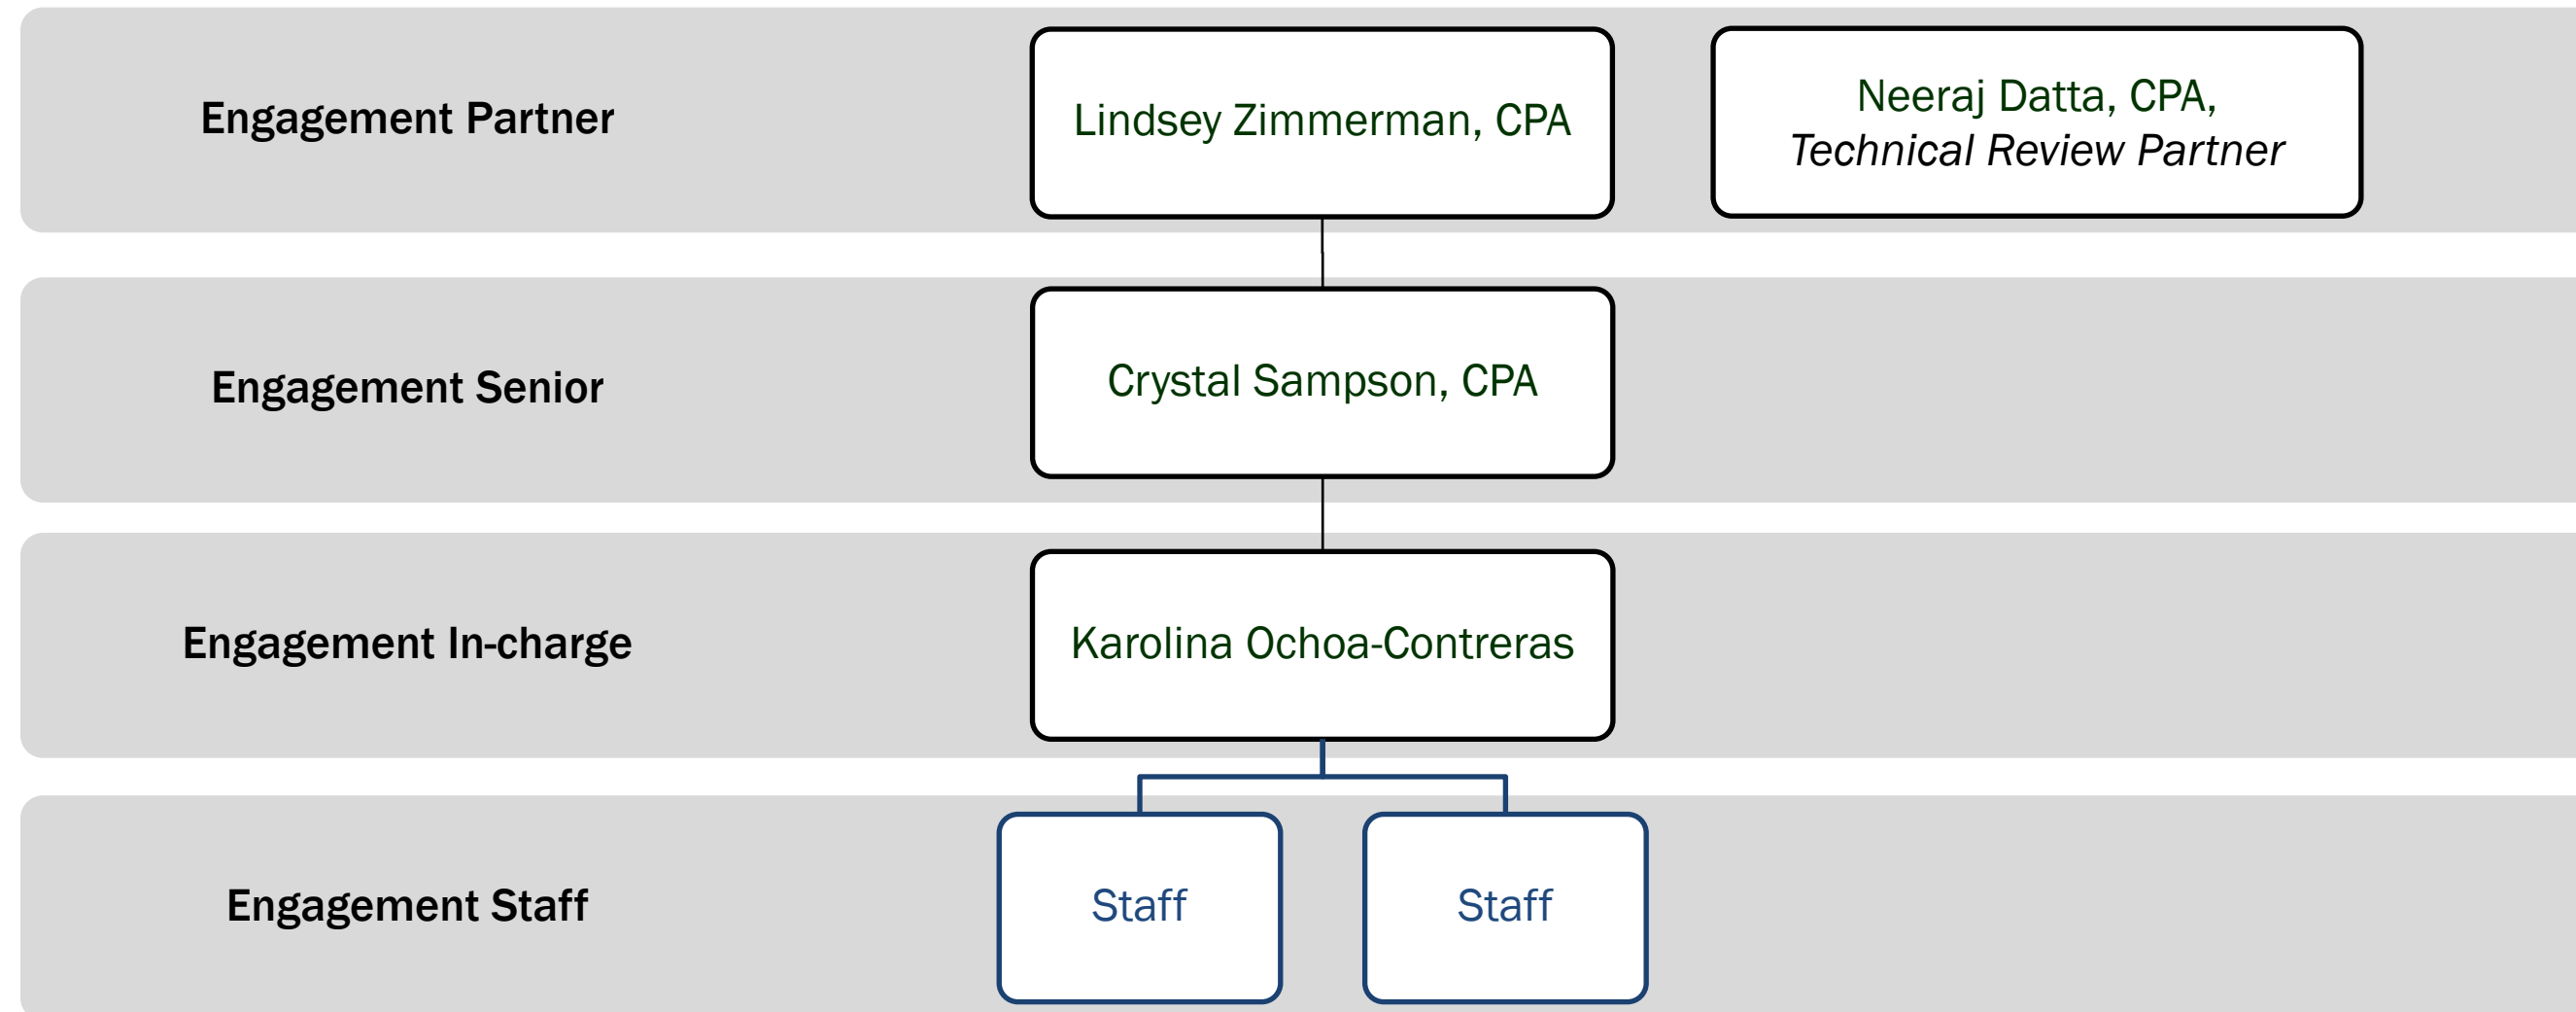 Engagement Partner
Lindsey Zimmerman, CPA
Neeraj Datta, CPA,
Technical Review Partner
Engagement Senior
Crystal Sampson, CPA
Engagement In-charge
Karolina Ochoa-Contreras
Engagement Staff
Staff
Staff